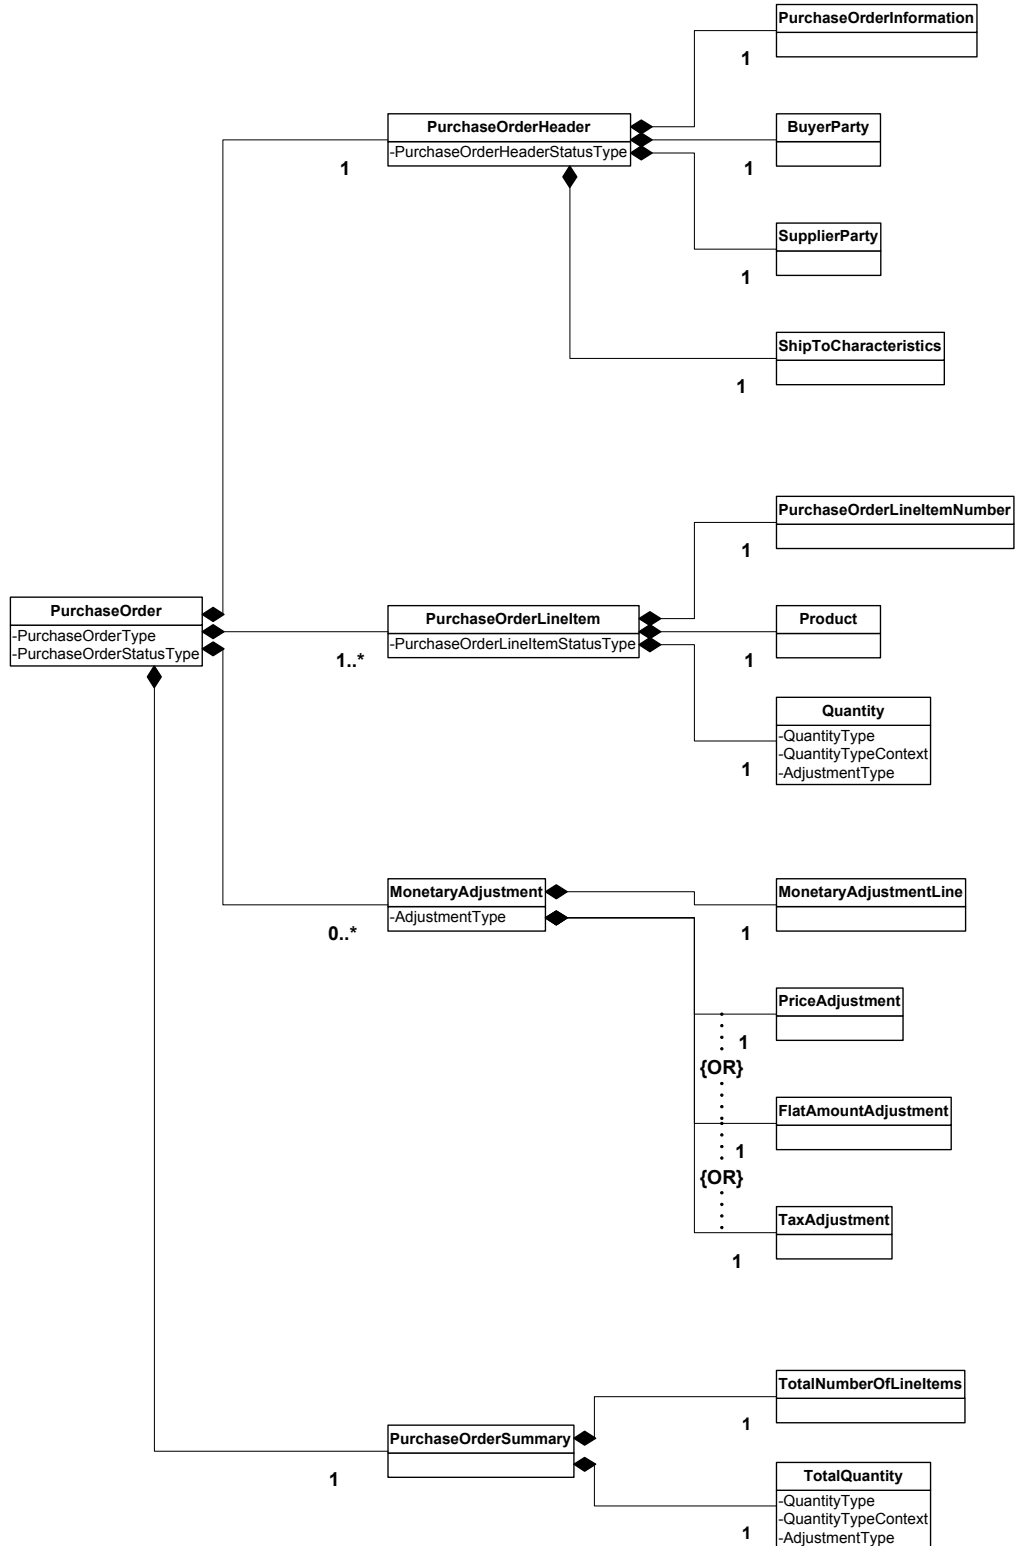 PurchaseOrderInformation
1
PurchaseOrderHeader
-PurchaseOrderHeaderStatusType
1
BuyerParty
1
SupplierParty
1
ShipToCharacteristics
1
PurchaseOrderLineItemNumber
1
PurchaseOrder
-PurchaseOrderType
-PurchaseOrderStatusType
PurchaseOrderLineItem
-PurchaseOrderLineItemStatusType
1..*
Product
1
Quantity
-QuantityType
-QuantityTypeContext
-AdjustmentType
1
MonetaryAdjustment
-AdjustmentType
0..*
MonetaryAdjustmentLine
1
PriceAdjustment
1
{OR}
FlatAmountAdjustment
1
{OR}
TaxAdjustment
1
TotalNumberOfLineItems
1
PurchaseOrderSummary
1
TotalQuantity
-QuantityType
-QuantityTypeContext
-AdjustmentType
1